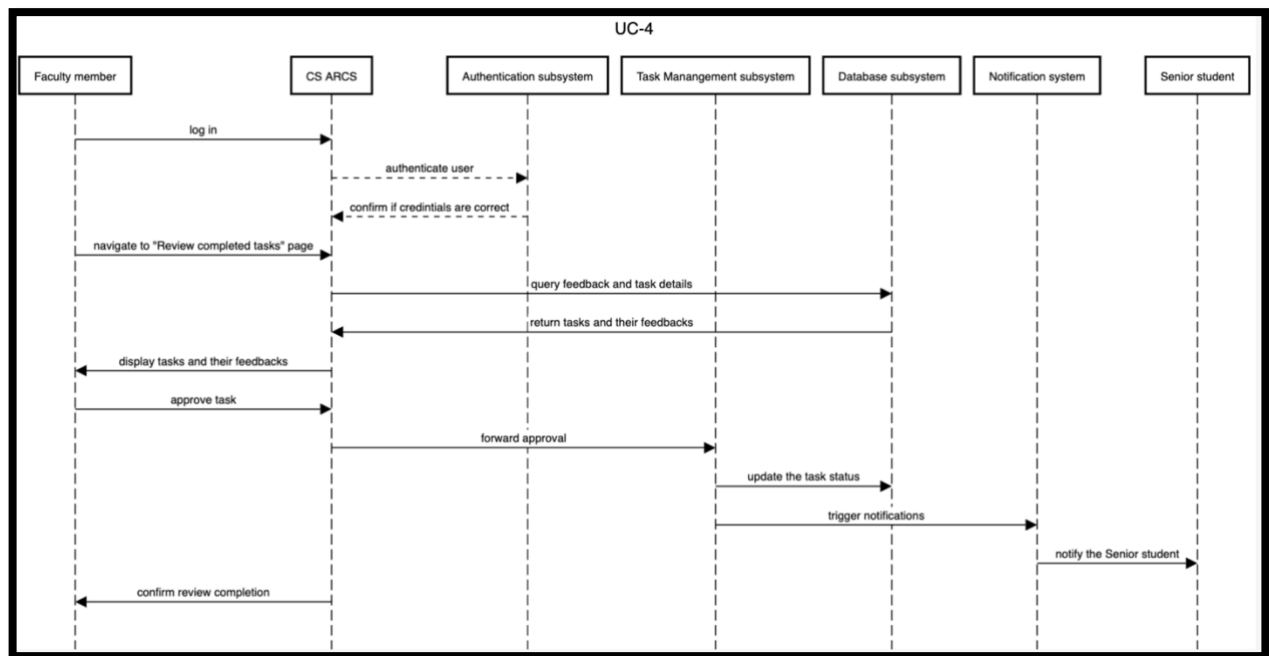 UC-4
Faculty member
CS ARCS
Authentication subsystem
Task Manangement subsystem
Database subsystem
Notification system
Senior student
log in
authenticate user
confirm if credintials are correct
navigate to "Review completed tasks" page
query feedback and task details
return tasks and their feedbacks
display tasks and their feedbacks
approve task
forward approval
update the task status
trigger notifications
notify the Senior student
confirm review completion